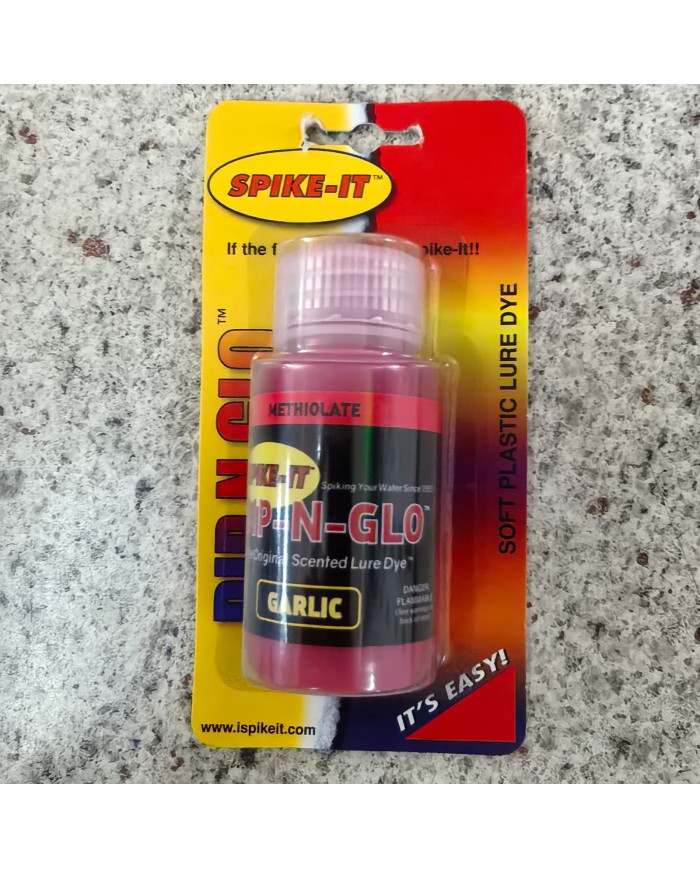 SPIKE-IT™
If the f pike-It!!
DIP N GLO™
SOFT PLASTIC LURE DYE
METHIOLATE
PIKE-IT™
Spiking Your Water Since
IP-N-GLO™
Original Scented Lure Dye™
GARLIC
DANGER:
FLAMMABLE
IT'S EASY!
www.ispikeit.com